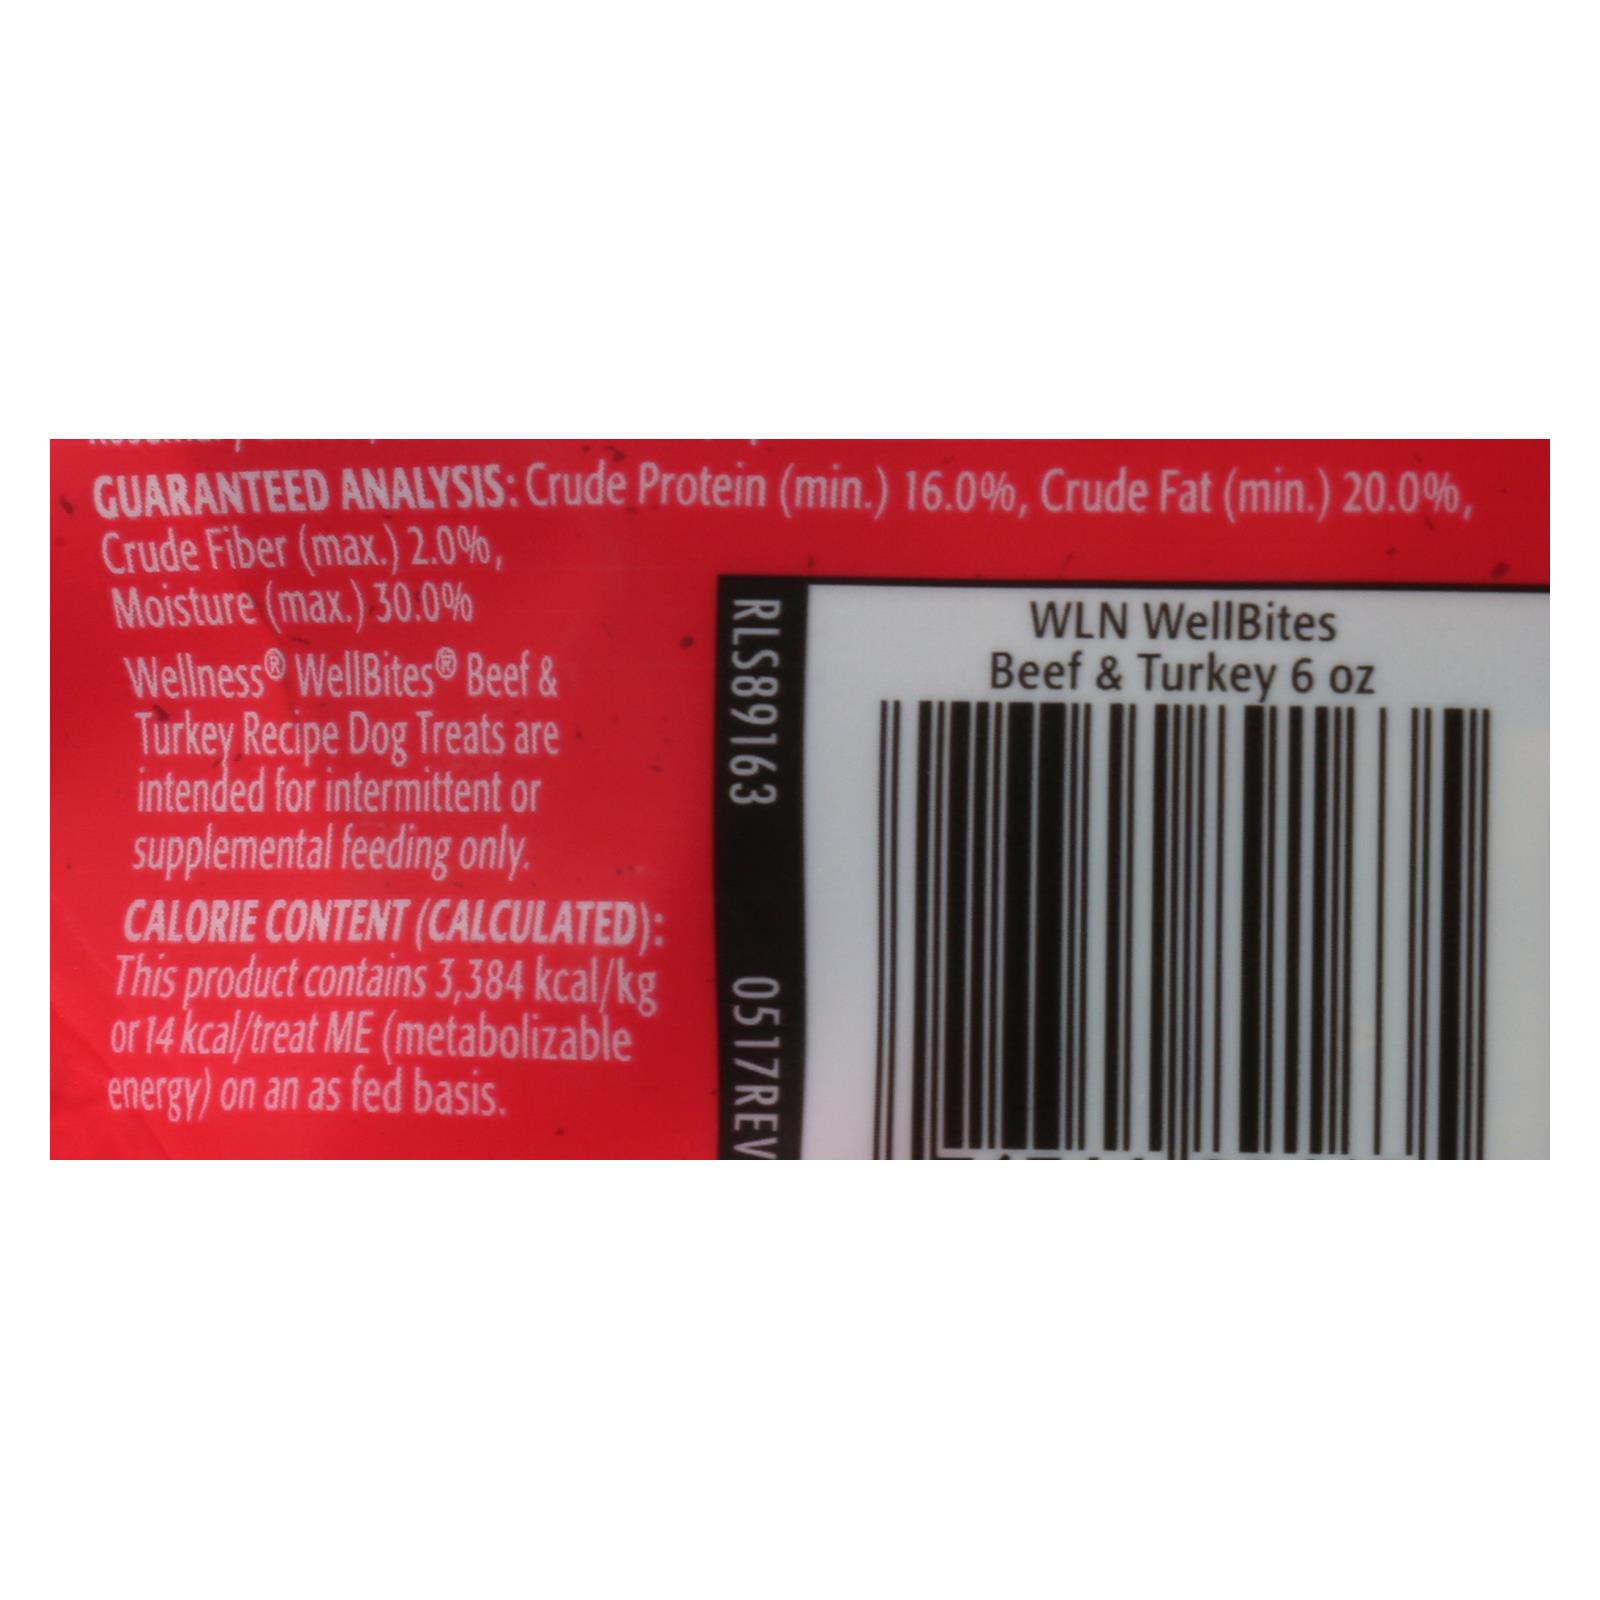 GUARANTEED ANALYSIS: Crude Protein (min.) 16.0%, Crude Fat (min.) 20.0%,
Crude Fiber (max.) 2.0%,
Moisture (max.) 30.0%
Wellness® WellBites® Beef &
Turkey Recipe Dog Treats are
intended for intermittent or
supplemental feeding only.
CALORIE CONTENT (CALCULATED):
This product contains 3,384 kcal/kg
or 14 kcal/treat ME (metabolizable
energy) on an as fed basis.
RLS89163 0517REV
WLN WellBites
Beef & Turkey 6 oz